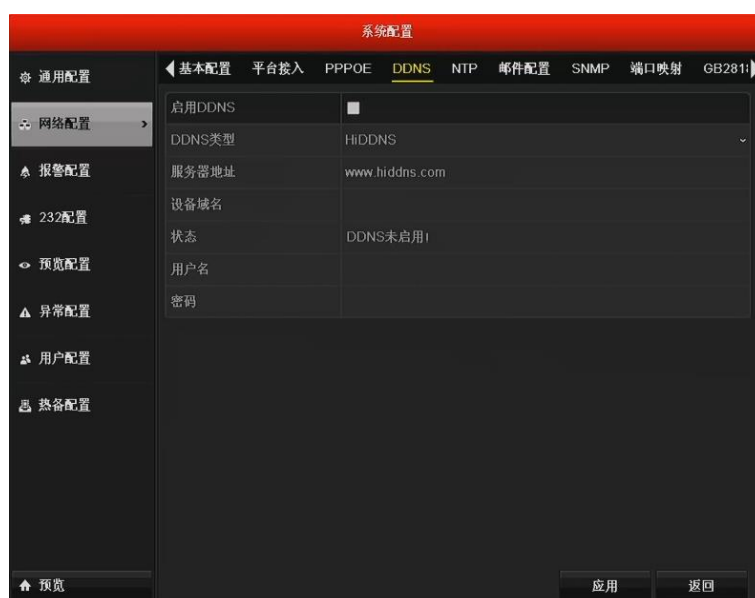 系统配置
通用配置
网络配置
报警配置
232配置
预览配置
异常配置
用户配置
热备配置
预览
基本配置 平台接入 PPPOE DDNS NTP 邮件配置 SNMP 端口映射 GB281
启用DDNS
DDNS类型 HiDDNS
服务器地址 www.hiddns.com
设备域名
状态 DDNS未启用!
用户名
密码
应用 返回